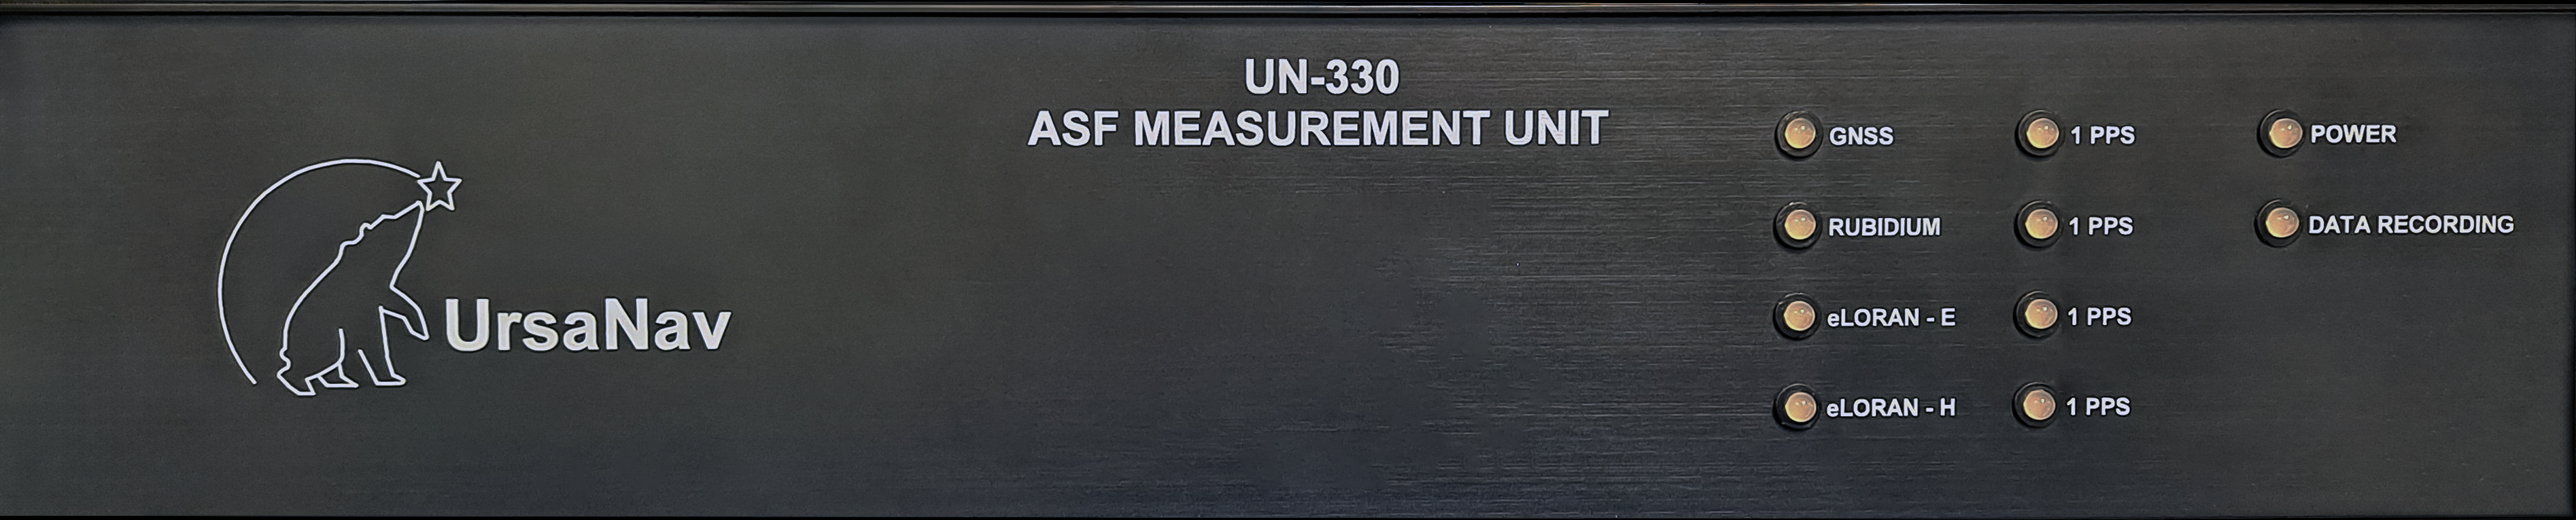 UN-330
ASF MEASUREMENT UNIT
UrsaNav
GNSS 1 PPS POWER
RUBIDIUM 1 PPS DATA RECORDING
eLORAN - E 1 PPS
eLORAN - H 1 PPS